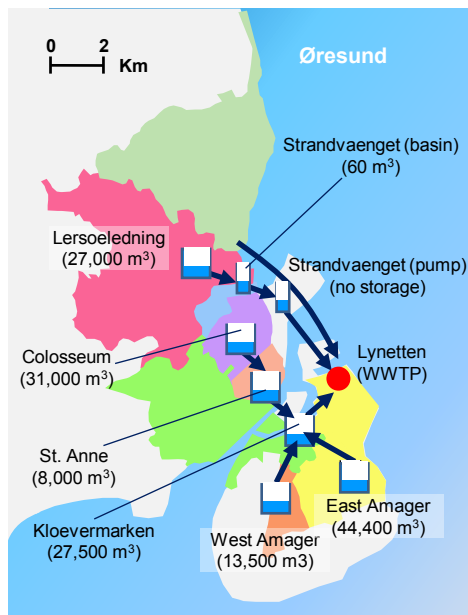 0 2
Km
Øresund
Strandvaenget (basin)
(60 m³)
Lersoeledning
(27,000 m³)
Strandvaenget (pump)
(no storage)
Lynetten
(WWTP)
Colosseum
(31,000 m³)
St. Anne
(8,000 m³)
Kloevermarken
(27,500 m³)
West Amager
(13,500 m3)
East Amager
(44,400 m³)